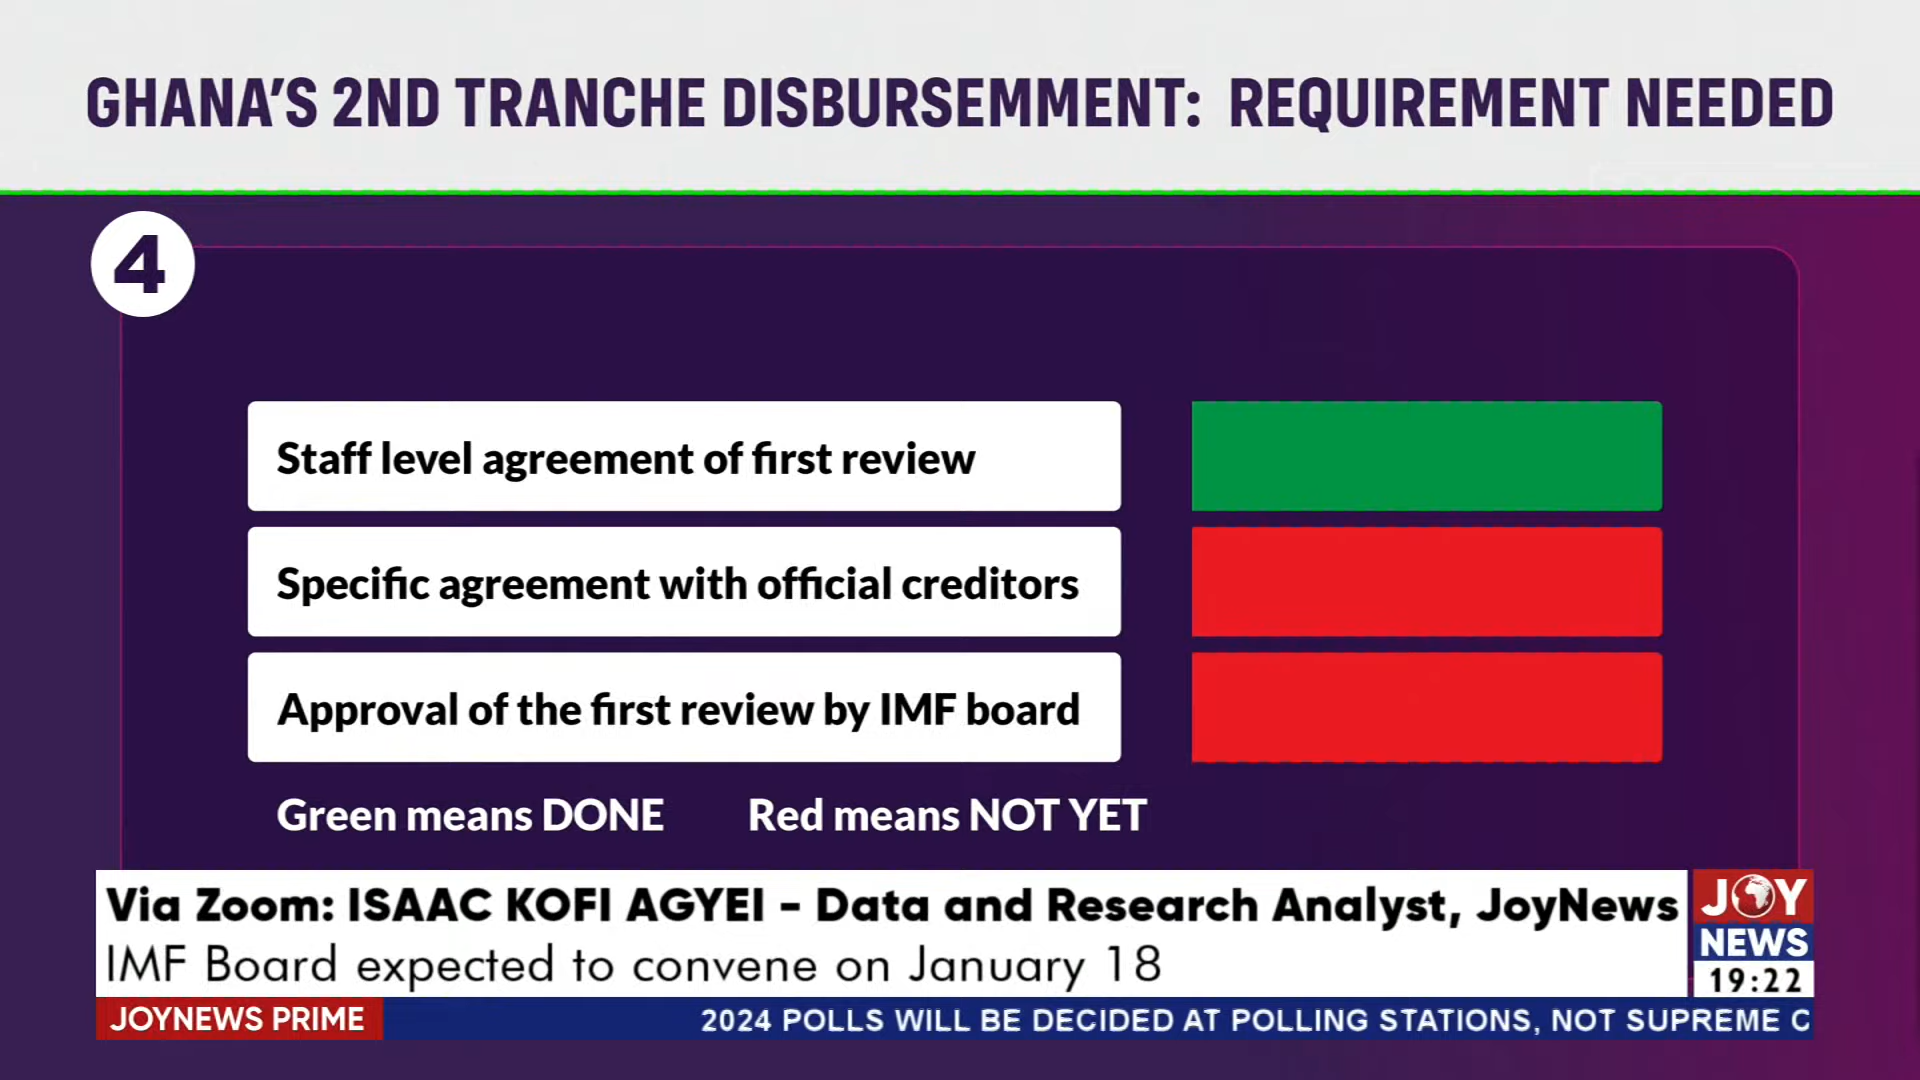 GHANA'S 2ND TRANCHE DISBURSEMMENT: REQUIREMENT NEEDED
4
Staff level agreement of first review
Specific agreement with official creditors
Approval of the first review by IMF board
Green means DONE
Red means NOT YET
Via Zoom: ISAAC KOFI AGYEI - Data and Research Analyst, JoyNews
IMF Board expected to convene on January 18
JOY
NEWS
19:22
JOYNEWS PRIME
2024 POLLS WILL BE DECIDED AT POLLING STATIONS, NOT SUPREME C